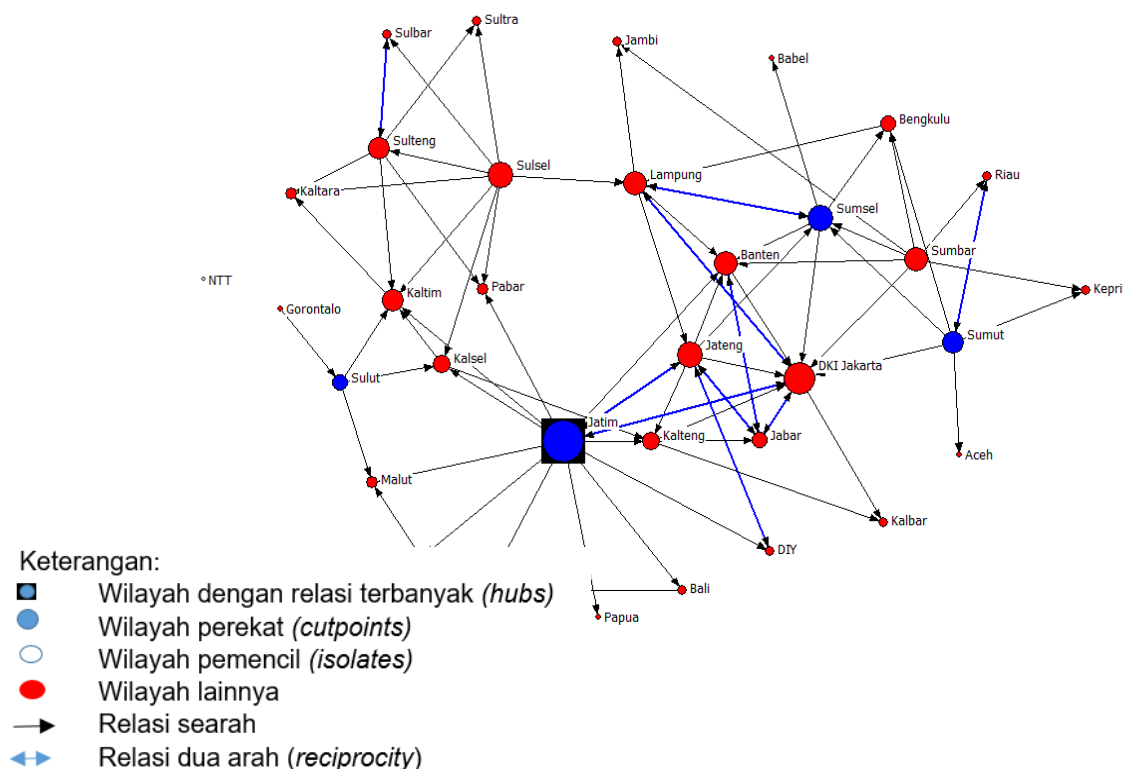 Sultra
Sulbar
Jambi
Babel
Bengkulu
Sulteng
Sulsel
Lampung
Riau
Kaltara
Sumsel
Banten
Sumbar
NTT
Pabar
Kaltim
Kepri
Gorontalo
Sumut
Kalsel
Jateng
DKI Jakarta
Sulut
Jatim
Kalteng
Jabar
Aceh
Malut
Kalbar
DIY
Bali
Papua
Keterangan:
Wilayah dengan relasi terbanyak (hubs)
Wilayah perekat (cutpoints)
Wilayah pemencil (isolates)
Wilayah lainnya
Relasi searah
Relasi dua arah (reciprocity)